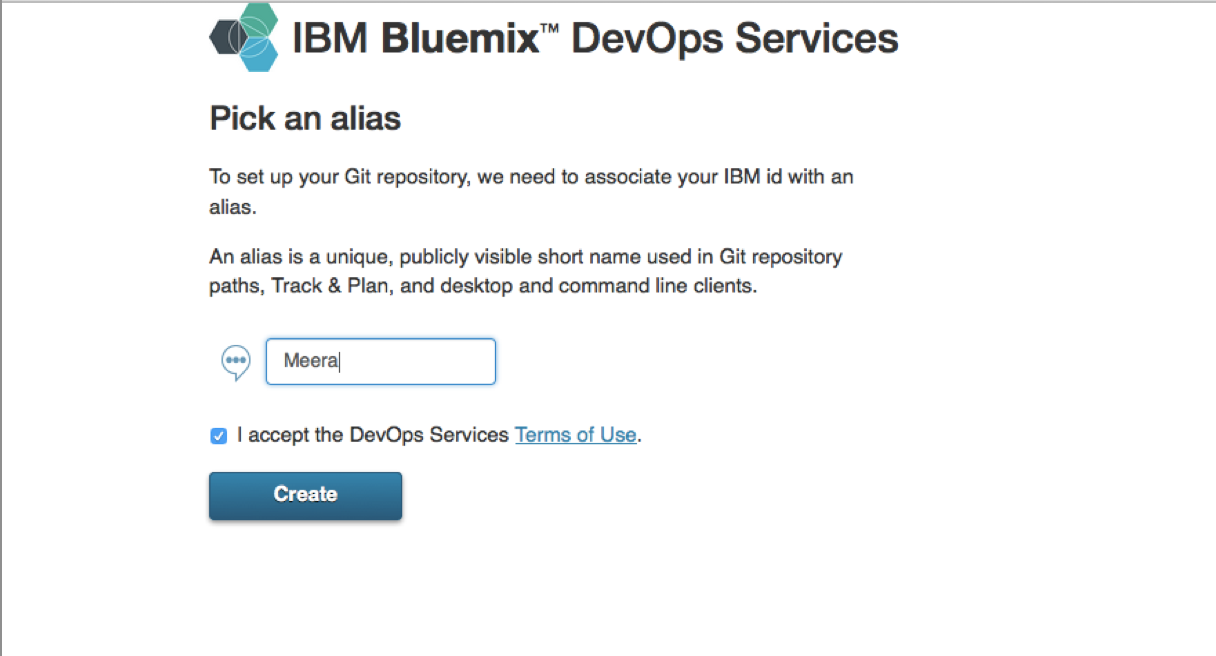 IBM Bluemix™ DevOps Services
Pick an alias
To set up your Git repository, we need to associate your IBM id with an
alias.
An alias is a unique, publicly visible short name used in Git repository
paths, Track & Plan, and desktop and command line clients.
Meera
I accept the DevOps Services Terms of Use.
Create